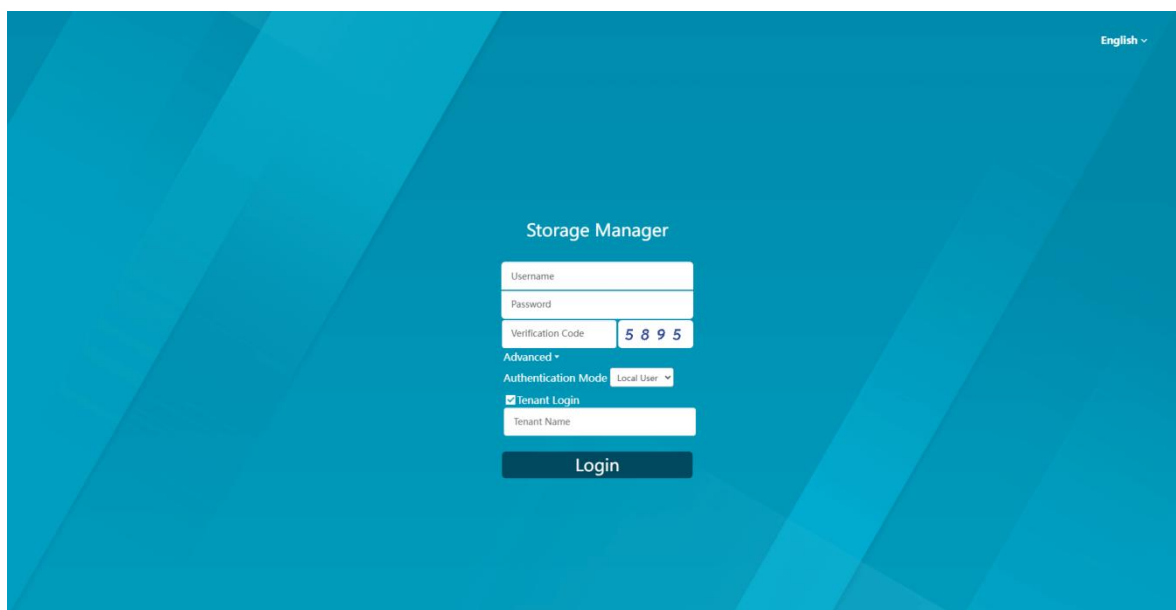 English
Storage Manager
Username
Password
Verification Code 5 8 9 5
Advanced
Authentication Mode Local User
Tenant Login
Tenant Name
Login